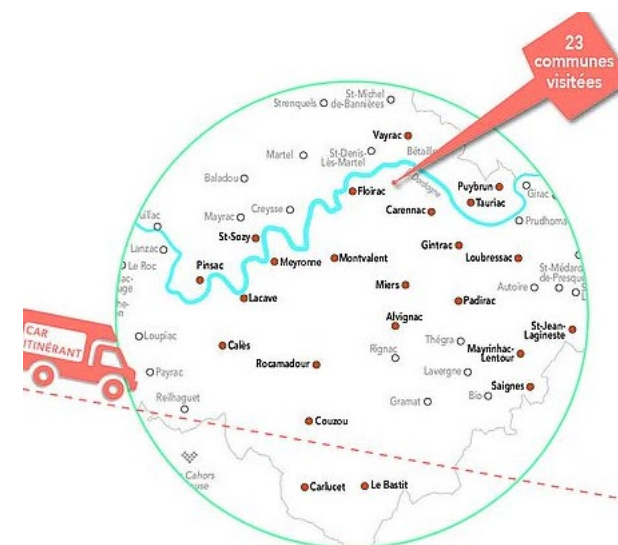 23
communes
visitées
St-Michel
de-Bannières
Strenquels
Vayrac
Martel
St-Denis-
Lès-Martel
Bétaille
Baladou
Floirac
Dordogne
Puybrun
Girac
Tauriac
Mayrac
Creysse
Carennac
Prudhoma
uillac
St-Sozy
Gintrac
Loubressac
Lanzac
Le Roc
Pinsac
Meyronne
Montvalent
St-Médard
de-Presque
Miers
Autoire
Lacave
Padirac
Alvignac
St-Jean-
Lagineste
CAR
ITINÉRANT
Loupiac
Calès
Thégra
Mayrinhac-
Lentour
Rignac
Rocamadour
Payrac
Lavergne
Saignes
Reilhaguet
Gramat
Bio
Couzou
Cahors
Carlucet
Le Bastit